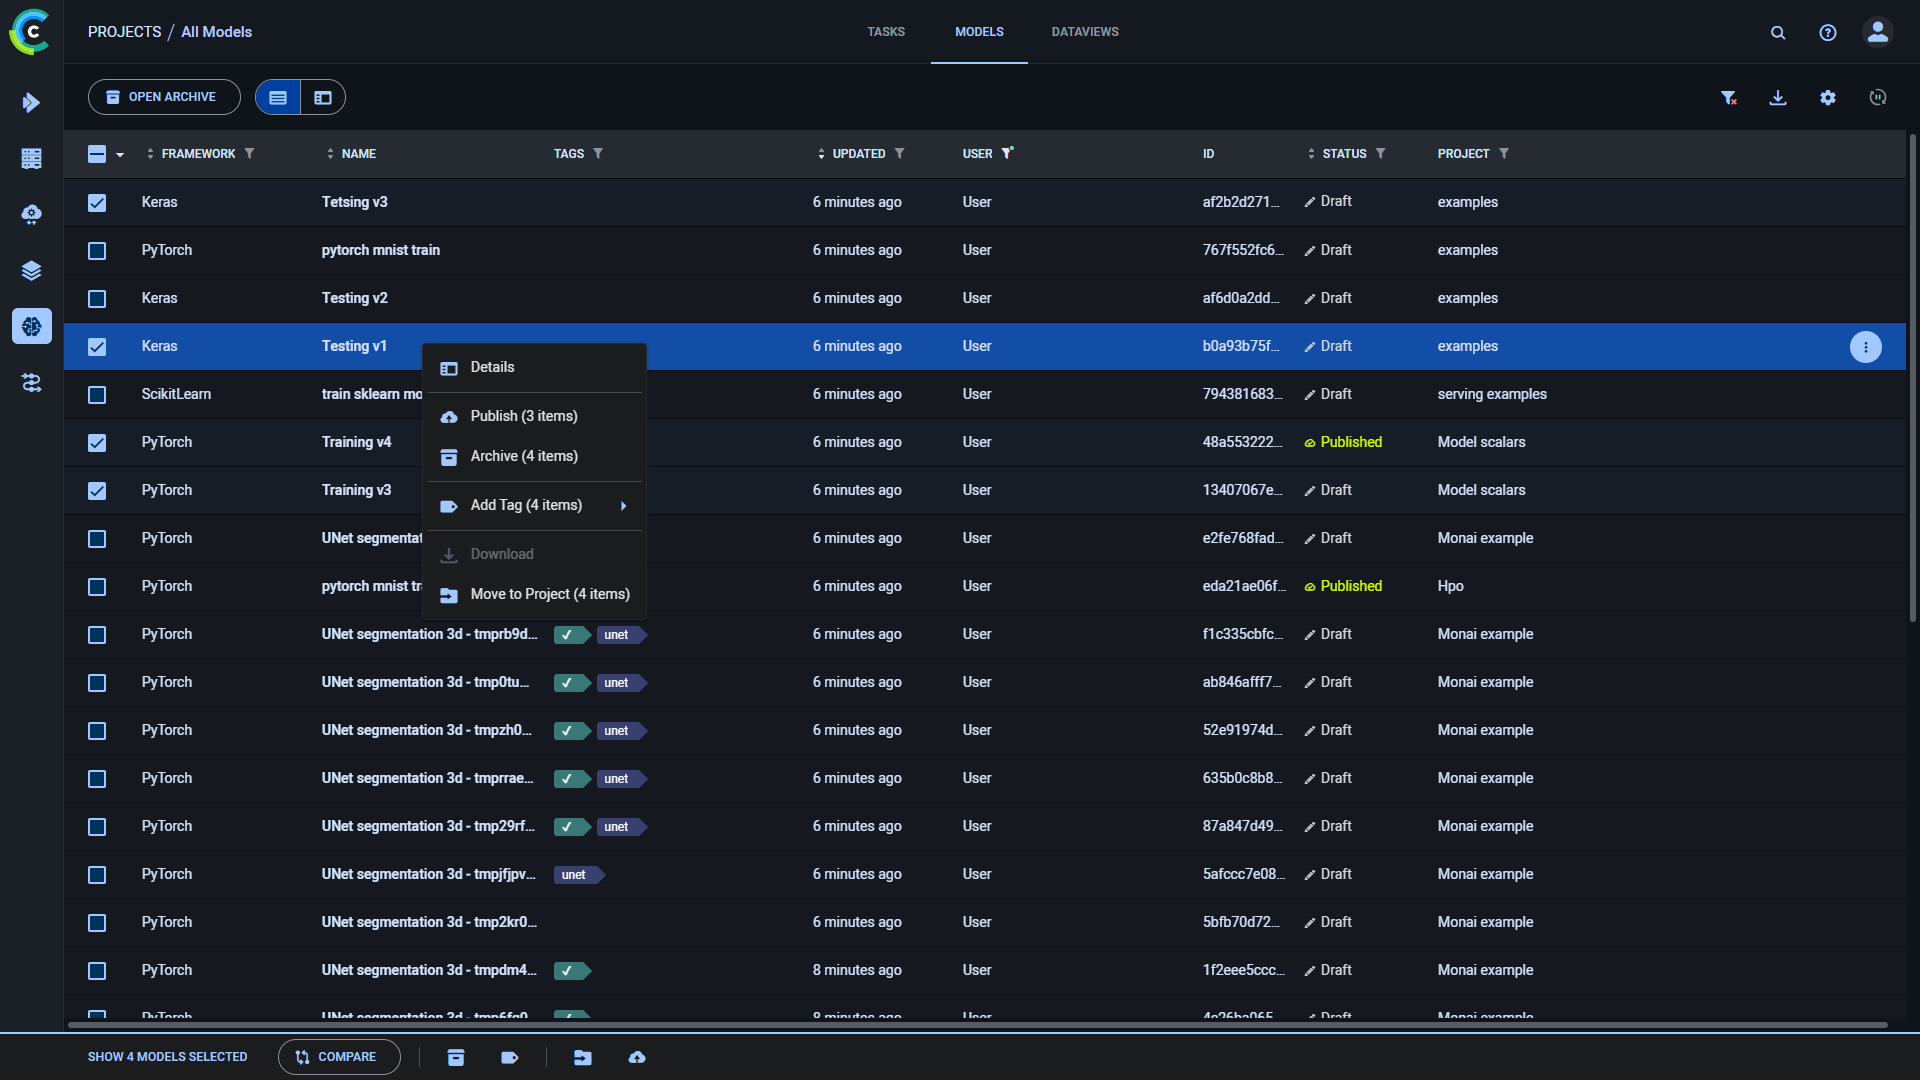 PROJECTS / All Models
TASKS MODELS DATAVIEWS
OPEN ARCHIVE
FRAMEWORK NAME TAGS UPDATED USER ID STATUS PROJECT
Keras Tetsing v3 6 minutes ago User af2b2d271... Draft examples
PyTorch pytorch mnist train 6 minutes ago User 767f552fc6... Draft examples
Keras Testing v2 6 minutes ago User af6d0a2dd... Draft examples
Keras Testing v1 6 minutes ago User b0a93b75f... Draft examples
Details
ScikitLearn train sklearn mo 6 minutes ago User 794381683... Draft serving examples
Publish (3 items)
PyTorch Training v4 6 minutes ago User 48a553222... Published Model scalars
Archive (4 items)
PyTorch Training v3 6 minutes ago User 13407067e... Draft Model scalars
Add Tag (4 items)
PyTorch UNet segmentat 6 minutes ago User e2fe768fad... Draft Monai example
Download
PyTorch pytorch mnist tr 6 minutes ago User eda21ae06f... Published Hpo
Move to Project (4 items)
PyTorch UNet segmentation 3d - tmprb9d... ✓ unet 6 minutes ago User f1c335cbfc... Draft Monai example
PyTorch UNet segmentation 3d - tmp0tu... ✓ unet 6 minutes ago User ab846afff7... Draft Monai example
PyTorch UNet segmentation 3d - tmpzh0... ✓ unet 6 minutes ago User 52e91974d... Draft Monai example
PyTorch UNet segmentation 3d - tmprrae... ✓ unet 6 minutes ago User 635b0c8b8... Draft Monai example
PyTorch UNet segmentation 3d - tmp29rf... ✓ unet 6 minutes ago User 87a847d49... Draft Monai example
PyTorch UNet segmentation 3d - tmpjfjpv... unet 6 minutes ago User 5afccc7e08... Draft Monai example
PyTorch UNet segmentation 3d - tmp2kr0... 6 minutes ago User 5bfb70d72... Draft Monai example
PyTorch UNet segmentation 3d - tmpdm4... ✓ 8 minutes ago User 1f2eee5ccc... Draft Monai example
PyTorch UNet segmentation 3d - ✓ 8 minutes ago User Draft Monai example
SHOW 4 MODELS SELECTED COMPARE